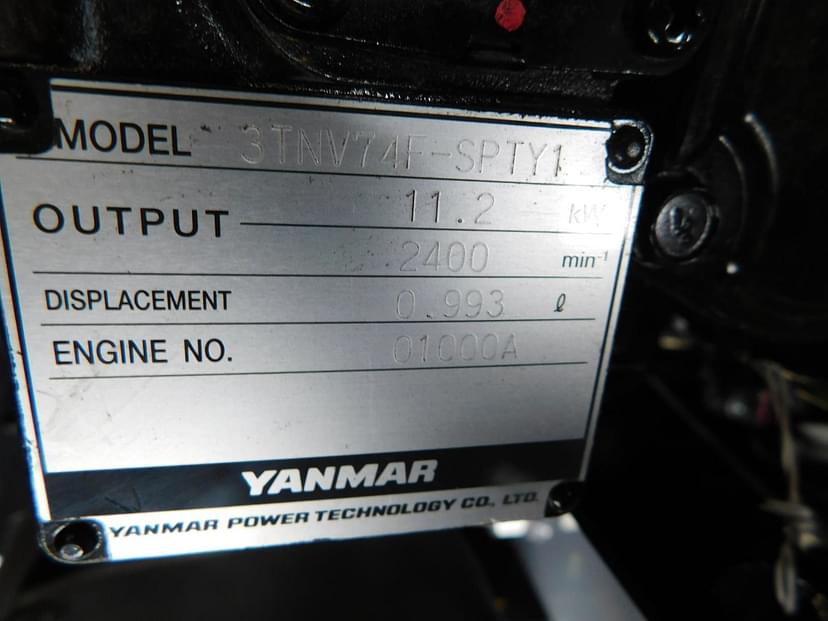 MODEL 3TNV74F-SPTY1
OUTPUT 11.2 kW
2400 min⁻¹
DISPLACEMENT 0.993 ℓ
ENGINE NO. 01000A
YANMAR
YANMAR POWER TECHNOLOGY CO., LTD.